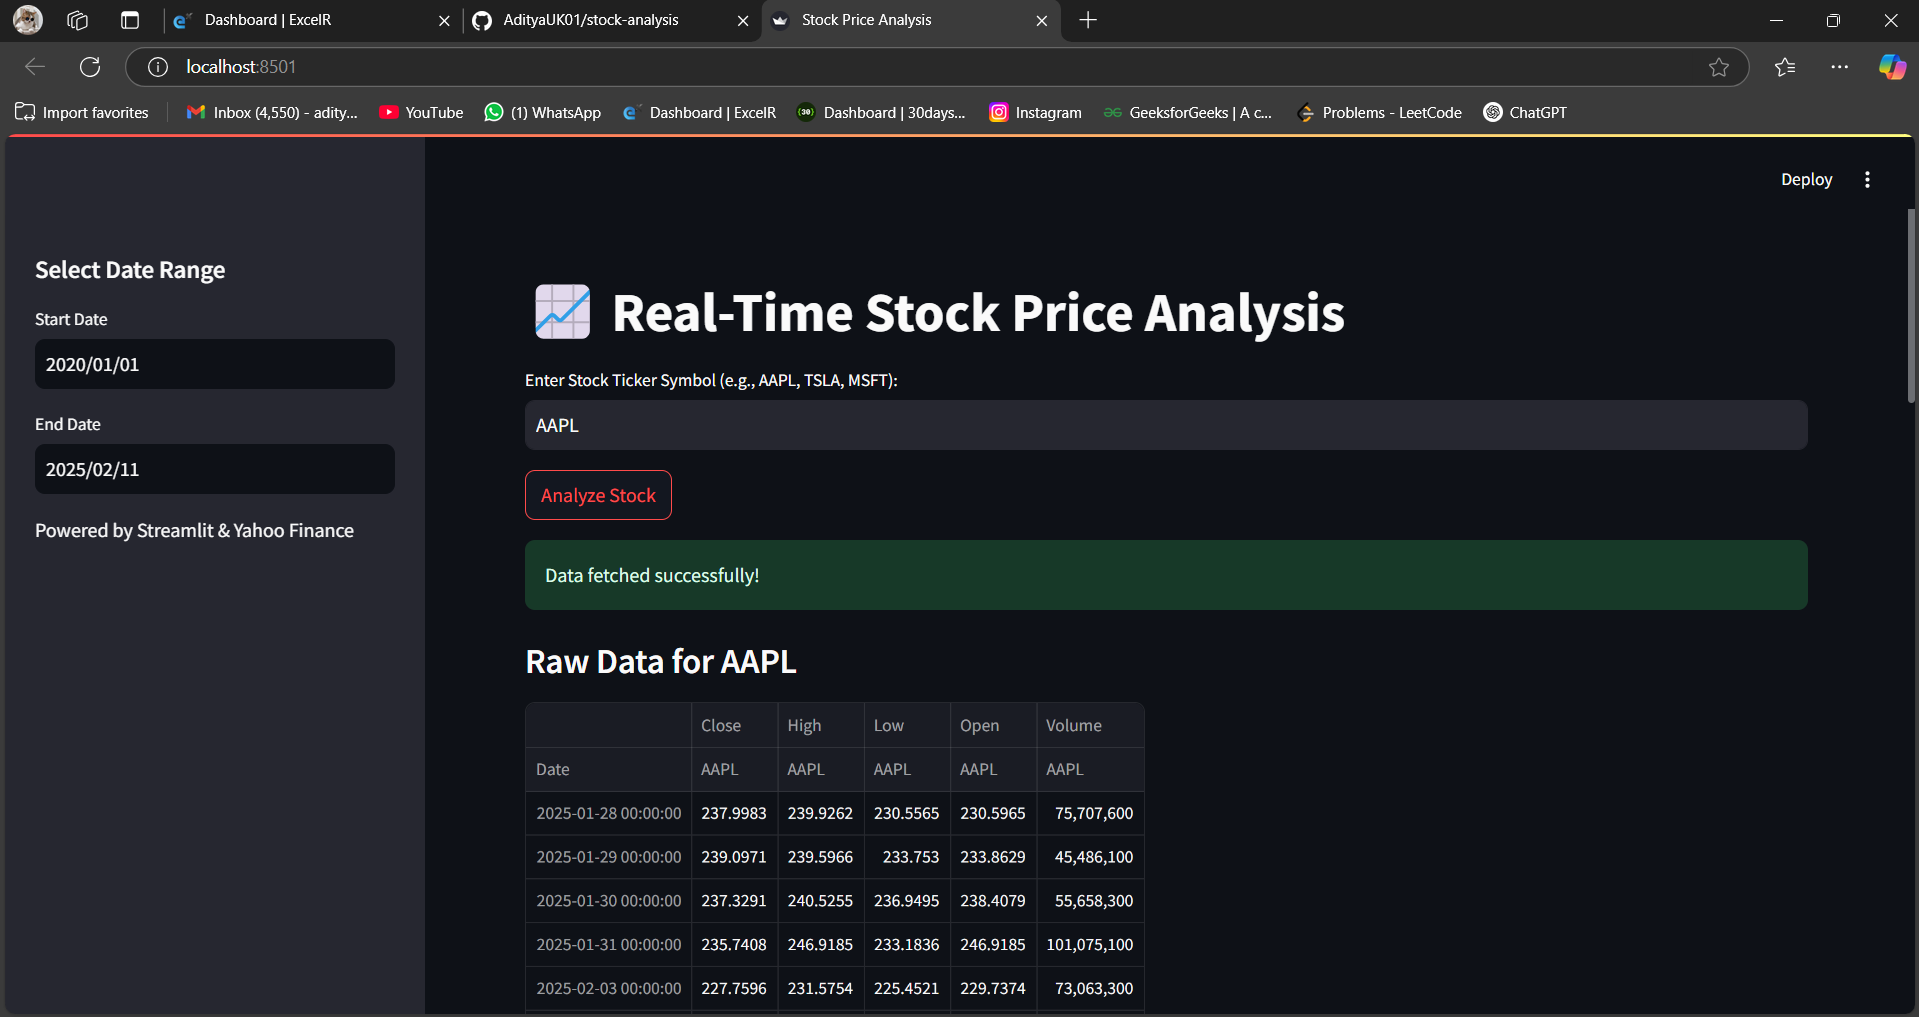 Dashboard | ExcelR
AdityaUK01/stock-analysis
Stock Price Analysis
localhost:8501
Import favorites
Inbox (4,550) - adity...
YouTube
(1) WhatsApp
Dashboard | ExcelR
Dashboard | 30days...
Instagram
GeeksforGeeks | A c...
Problems - LeetCode
ChatGPT
Deploy
Select Date Range
Start Date
2020/01/01
End Date
2025/02/11
Powered by Streamlit & Yahoo Finance
Real-Time Stock Price Analysis
Enter Stock Ticker Symbol (e.g., AAPL, TSLA, MSFT):
AAPL
Analyze Stock
Data fetched successfully!
Raw Data for AAPL
Close High Low Open Volume
Date AAPL AAPL AAPL AAPL AAPL
2025-01-28 00:00:00 237.9983 239.9262 230.5565 230.5965 75,707,600
2025-01-29 00:00:00 239.0971 239.5966 233.753 233.8629 45,486,100
2025-01-30 00:00:00 237.3291 240.5255 236.9495 238.4079 55,658,300
2025-01-31 00:00:00 235.7408 246.9185 233.1836 246.9185 101,075,100
2025-02-03 00:00:00 227.7596 231.5754 225.4521 229.7374 73,063,300